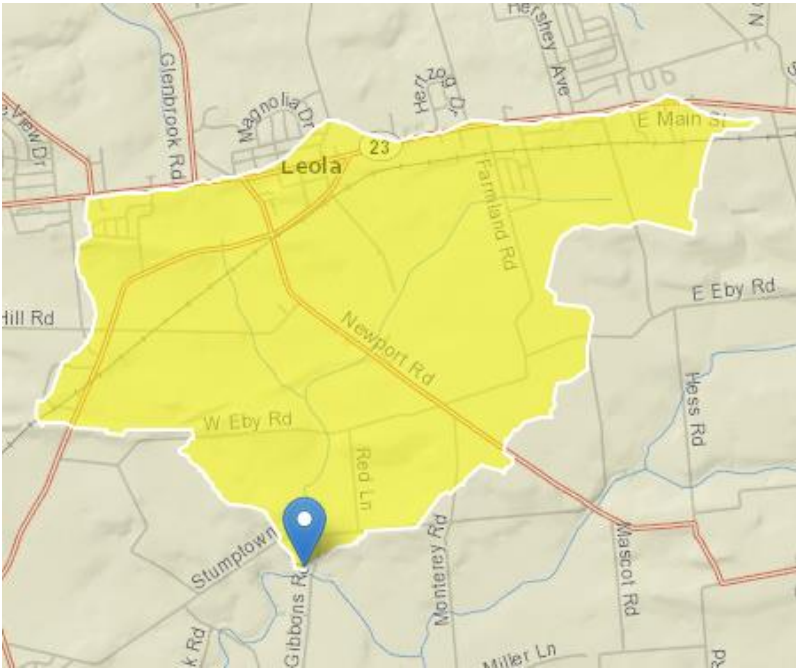 Glenbrook Rd
Hershey Ave
Herzog Dr
Magnolia Dr
View Dr
E Main St
23
Leola
Farmland Rd
E Eby Rd
Hill Rd
Newport Rd
Hess Rd
W Eby Rd
Red Ln
Stumptown
Monterey Rd
Mascot Rd
Gibbons Rd
k Rd
Miller Ln